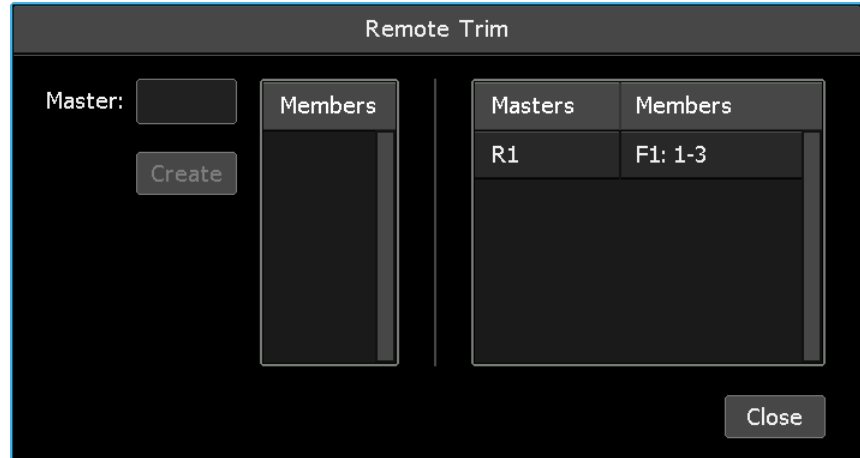 Remote Trim
Master:
Create
Members
Masters Members
R1 F1: 1-3
Close